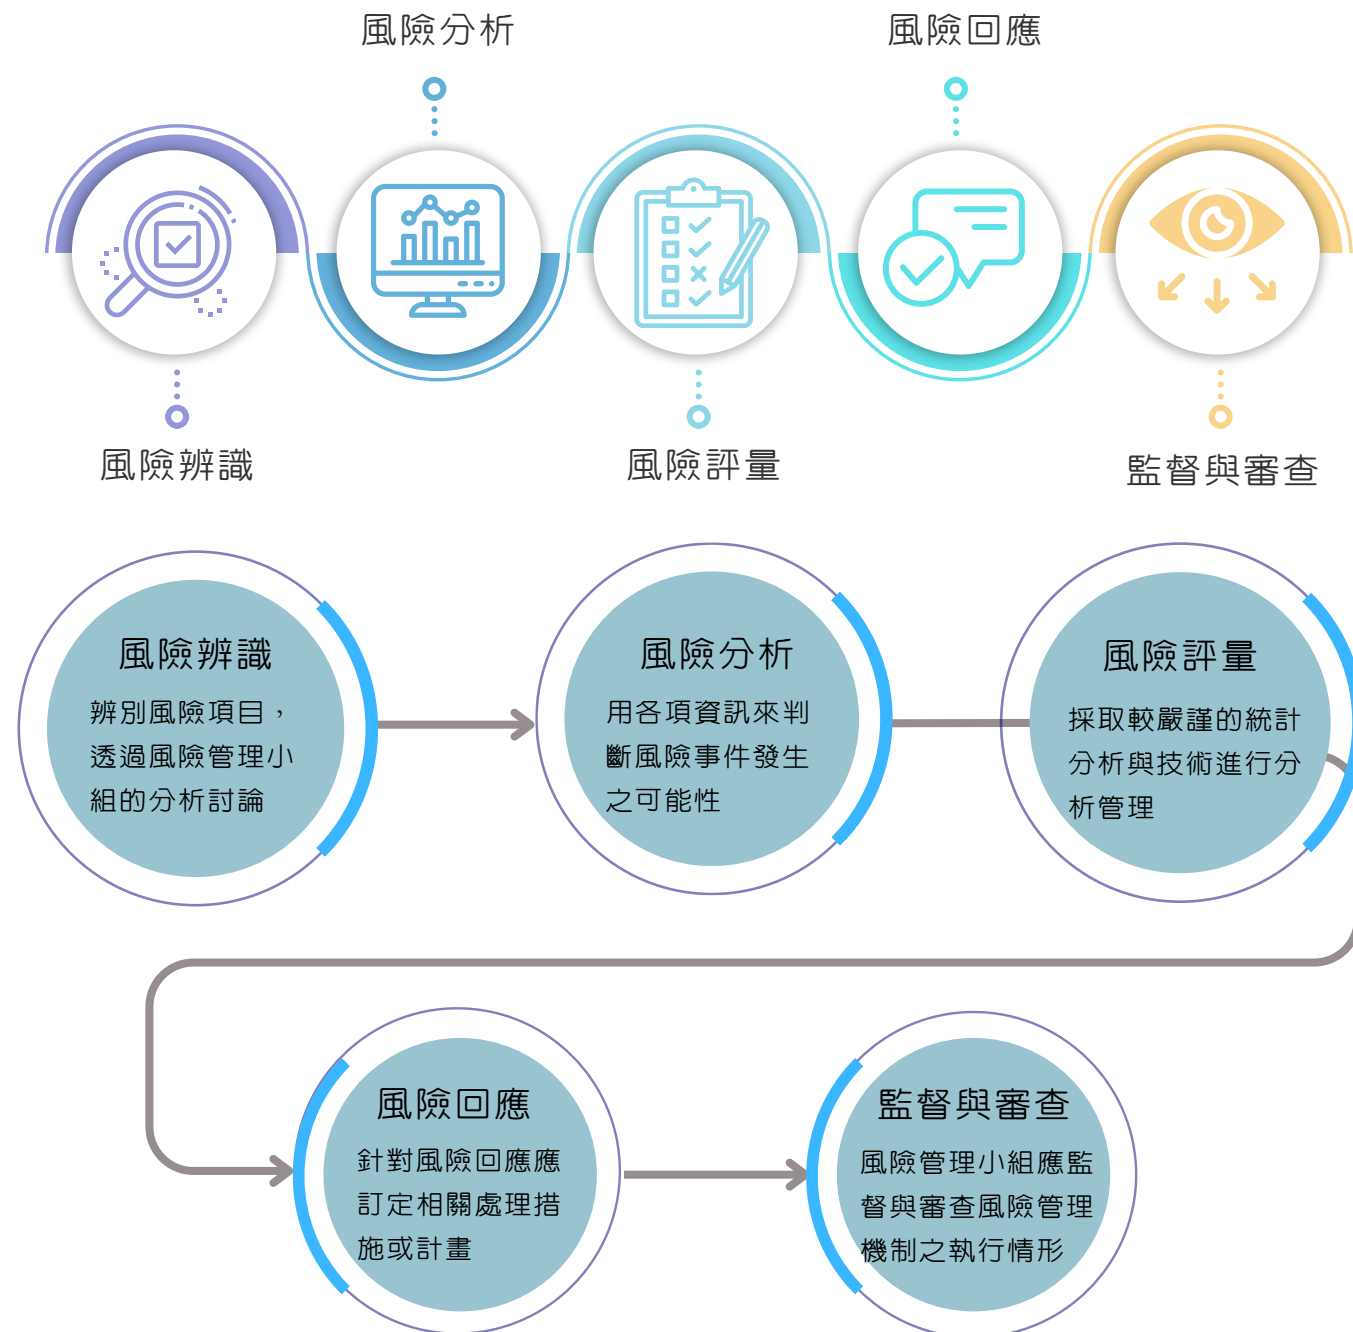 風險分析
風險回應
風險辨識
風險評量
監督與審查
風險辨識
辨別風險項目，
透過風險管理小
組的分析討論
風險分析
用各項資訊來判
斷風險事件發生
之可能性
風險評量
採取較嚴謹的統計
分析與技術進行分
析管理
風險回應
針對風險回應應
訂定相關處理措
施或計畫
監督與審查
風險管理小組應監
督與審查風險管理
機制之執行情形